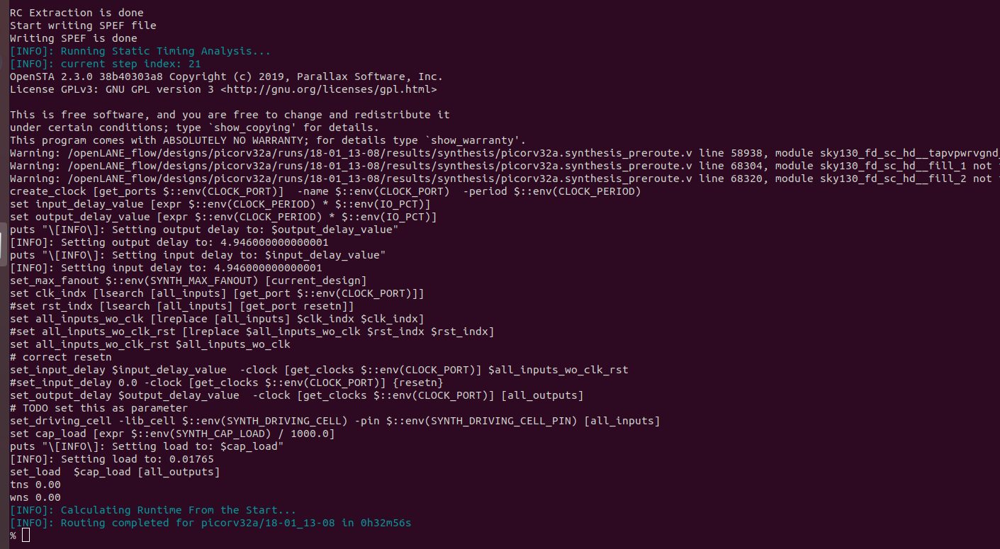 RC Extraction is done
Start writing SPEF file
Writing SPEF is done
[INFO]: Running Static Timing Analysis...
[INFO]: current step index: 21
OpenSTA 2.3.0 38b40303a8 Copyright (c) 2019, Parallax Software, Inc.
License GPLv3: GNU GPL version 3 <http://gnu.org/licenses/gpl.html>
This is free software, and you are free to change and redistribute it
under certain conditions; type `show_copying' for details.
This program comes with ABSOLUTELY NO WARRANTY; for details type `show_warranty'.
Warning: /openLANE_flow/designs/picorv32a/runs/18-01_13-08/results/synthesis/picorv32a.synthesis_preroute.v line 58938, module sky130_fd_sc_hd__tapvpwrvgnd_
Warning: /openLANE_flow/designs/picorv32a/runs/18-01_13-08/results/synthesis/picorv32a.synthesis_preroute.v line 68304, module sky130_fd_sc_hd__fill_1 not
Warning: /openLANE_flow/designs/picorv32a/runs/18-01_13-08/results/synthesis/picorv32a.synthesis_preroute.v line 68320, module sky130_fd_sc_hd__fill_2 not
create_clock [get_ports $::env(CLOCK_PORT)]  -name $::env(CLOCK_PORT)  -period $::env(CLOCK_PERIOD)
set input_delay_value [expr $::env(CLOCK_PERIOD) * $::env(IO_PCT)]
set output_delay_value [expr $::env(CLOCK_PERIOD) * $::env(IO_PCT)]
puts "\[INFO\]: Setting output delay to: $output_delay_value"
[INFO]: Setting output delay to: 4.946000000000001
puts "\[INFO\]: Setting input delay to: $input_delay_value"
[INFO]: Setting input delay to: 4.946000000000001
set_max_fanout $::env(SYNTH_MAX_FANOUT) [current_design]
set clk_indx [lsearch [all_inputs] [get_port $::env(CLOCK_PORT)]]
#set rst_indx [lsearch [all_inputs] [get_port resetn]]
set all_inputs_wo_clk [lreplace [all_inputs] $clk_indx $clk_indx]
#set all_inputs_wo_clk_rst [lreplace $all_inputs_wo_clk $rst_indx $rst_indx]
set all_inputs_wo_clk_rst $all_inputs_wo_clk
# correct resetn
set_input_delay $input_delay_value  -clock [get_clocks $::env(CLOCK_PORT)] $all_inputs_wo_clk_rst
#set_input_delay 0.0 -clock [get_clocks $::env(CLOCK_PORT)] {resetn}
set_output_delay $output_delay_value  -clock [get_clocks $::env(CLOCK_PORT)] [all_outputs]
# TODO set this as parameter
set_driving_cell -lib_cell $::env(SYNTH_DRIVING_CELL) -pin $::env(SYNTH_DRIVING_CELL_PIN) [all_inputs]
set cap_load [expr $::env(SYNTH_CAP_LOAD) / 1000.0]
puts "\[INFO\]: Setting load to: $cap_load"
[INFO]: Setting load to: 0.01765
set_load  $cap_load [all_outputs]
tns 0.00
wns 0.00
[INFO]: Calculating Runtime From the Start...
[INFO]: Routing completed for picorv32a/18-01_13-08 in 0h32m56s
%